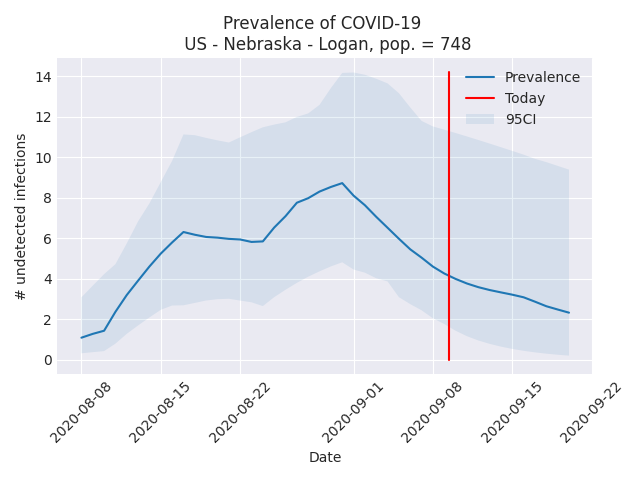 Prevalence of COVID-19
US - Nebraska - Logan, pop. = 748
Prevalence
Today
95CI
14
12
10
8
6
4
2
0
# undetected infections
2020-08-08
2020-08-15
2020-08-22
2020-09-01
2020-09-08
2020-09-15
2020-09-22
Date